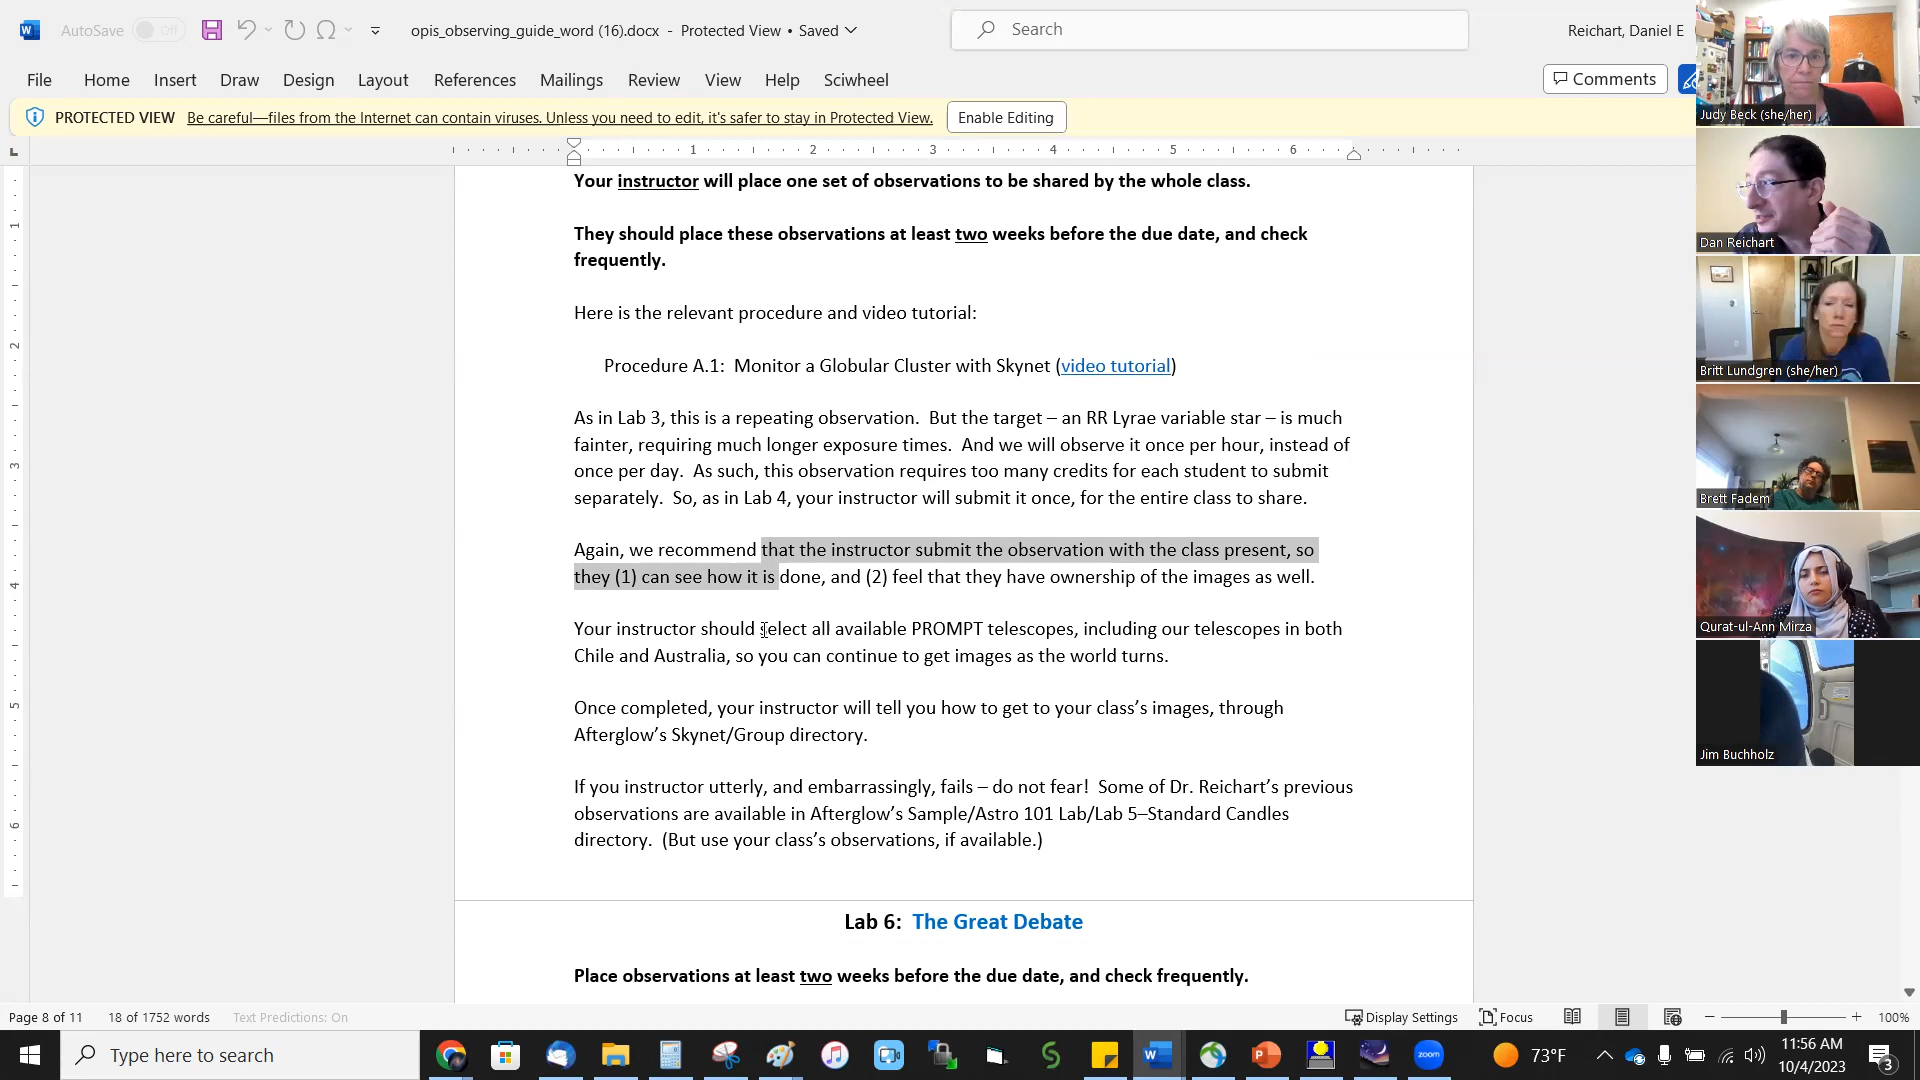 AutoSave Off opis_observing_guide_word (16).docx - Protected View • Saved Search Reichart, Daniel E
File Home Insert Draw Design Layout References Mailings Review View Help Sciwheel Comments
PROTECTED VIEW Be careful—files from the Internet can contain viruses. Unless you need to edit, it's safer to stay in Protected View. Enable Editing
1 2 3 4 5 6
Your instructor will place one set of observations to be shared by the whole class.
They should place these observations at least two weeks before the due date, and check
frequently.
Here is the relevant procedure and video tutorial:
Procedure A.1: Monitor a Globular Cluster with Skynet (video tutorial)
As in Lab 3, this is a repeating observation. But the target – an RR Lyrae variable star – is much
fainter, requiring much longer exposure times. And we will observe it once per hour, instead of
once per day. As such, this observation requires too many credits for each student to submit
separately. So, as in Lab 4, your instructor will submit it once, for the entire class to share.
Again, we recommend that the instructor submit the observation with the class present, so
they (1) can see how it is done, and (2) feel that they have ownership of the images as well.
Your instructor should select all available PROMPT telescopes, including our telescopes in both
Chile and Australia, so you can continue to get images as the world turns.
Once completed, your instructor will tell you how to get to your class’s images, through
Afterglow’s Skynet/Group directory.
If you instructor utterly, and embarrassingly, fails – do not fear! Some of Dr. Reichart’s previous
observations are available in Afterglow’s Sample/Astro 101 Lab/Lab 5–Standard Candles
directory. (But use your class’s observations, if available.)
Lab 6: The Great Debate
Place observations at least two weeks before the due date, and check frequently.
1
2
3
4
5
6
Judy Beck (she/her)
Dan Reichart
Britt Lundgren (she/her)
Brett Fadem
Qurat-ul-Ann Mirza
Jim Buchholz
Page 8 of 11 18 of 1752 words Text Predictions: On Display Settings Focus 100%
Type here to search zoom 73°F 11:56 AM
10/4/2023 3